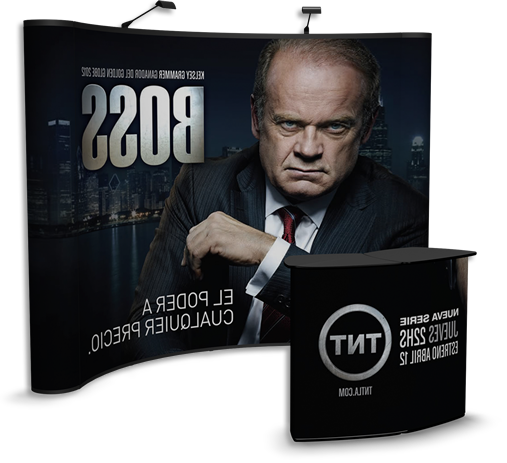 KELSEY GRAMMER GANADOR DEL GOLDEN GLOBE 2012
BOSS
EL PODER A
CUALQUIER PRECIO.
NUEVA SERIE
JUEVES 22HS
ESTRENO ABRIL 12
TNT
TNTLA.COM